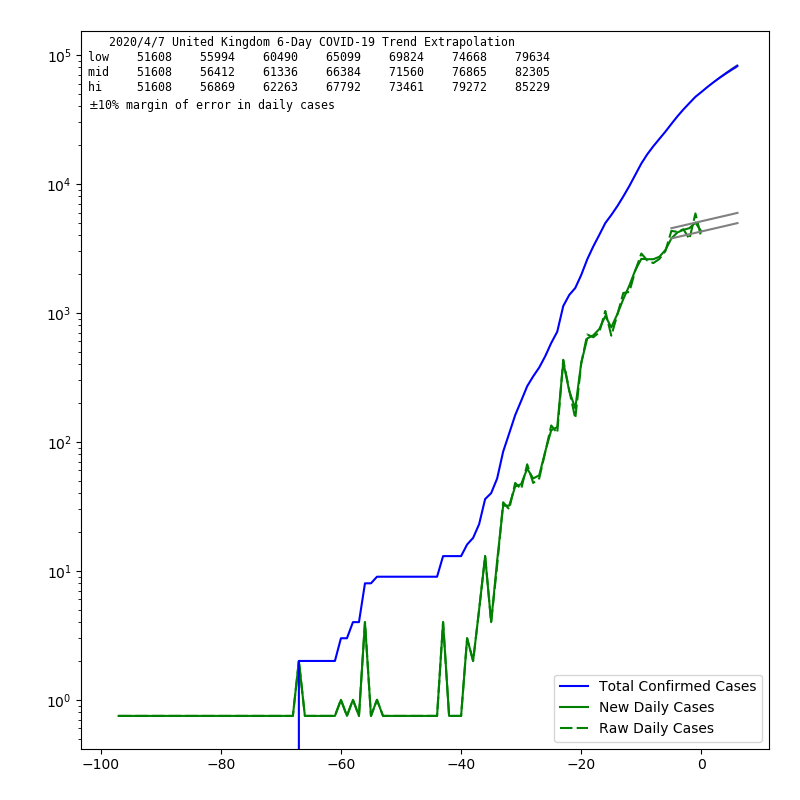 2020/4/7 United Kingdom 6-Day COVID-19 Trend Extrapolation
low 51608 55994 60490 65099 69824 74668 79634
mid 51608 56412 61336 66384 71560 76865 82305
hi 51608 56869 62263 67792 73461 79272 85229
±10% margin of error in daily cases
10⁵
10⁴
10³
10²
10¹
10⁰
Total Confirmed Cases
New Daily Cases
Raw Daily Cases
−100 −80 −60 −40 −20 0